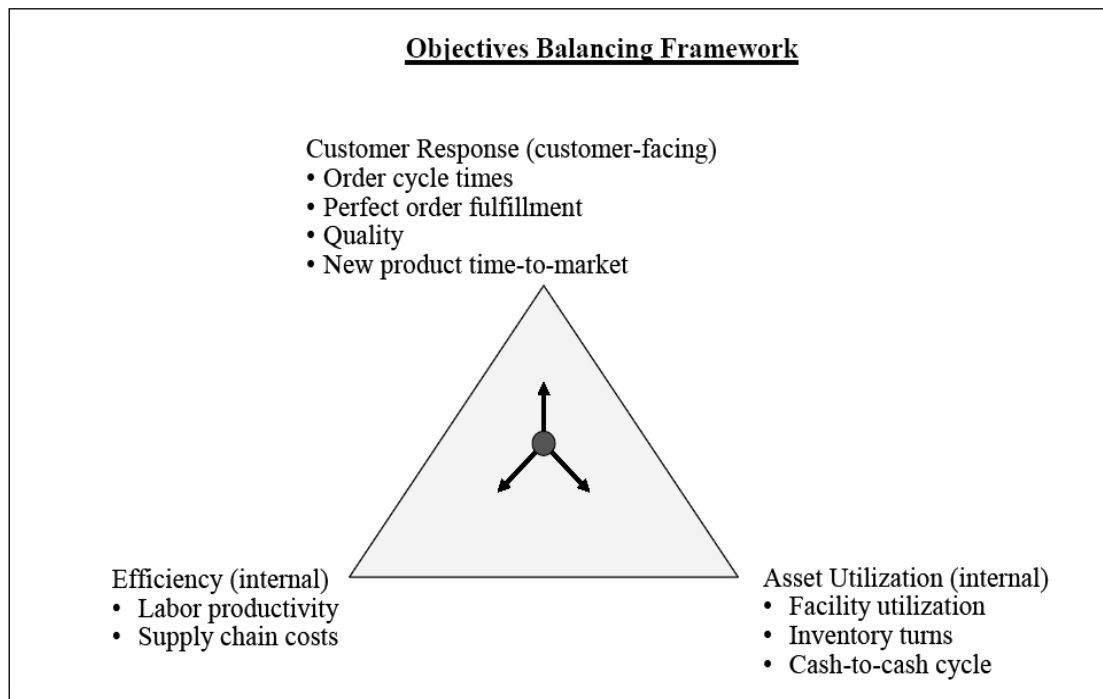 Objectives Balancing Framework
Customer Response (customer-facing)
• Order cycle times
• Perfect order fulfillment
• Quality
• New product time-to-market
Efficiency (internal)
• Labor productivity
• Supply chain costs
Asset Utilization (internal)
• Facility utilization
• Inventory turns
• Cash-to-cash cycle